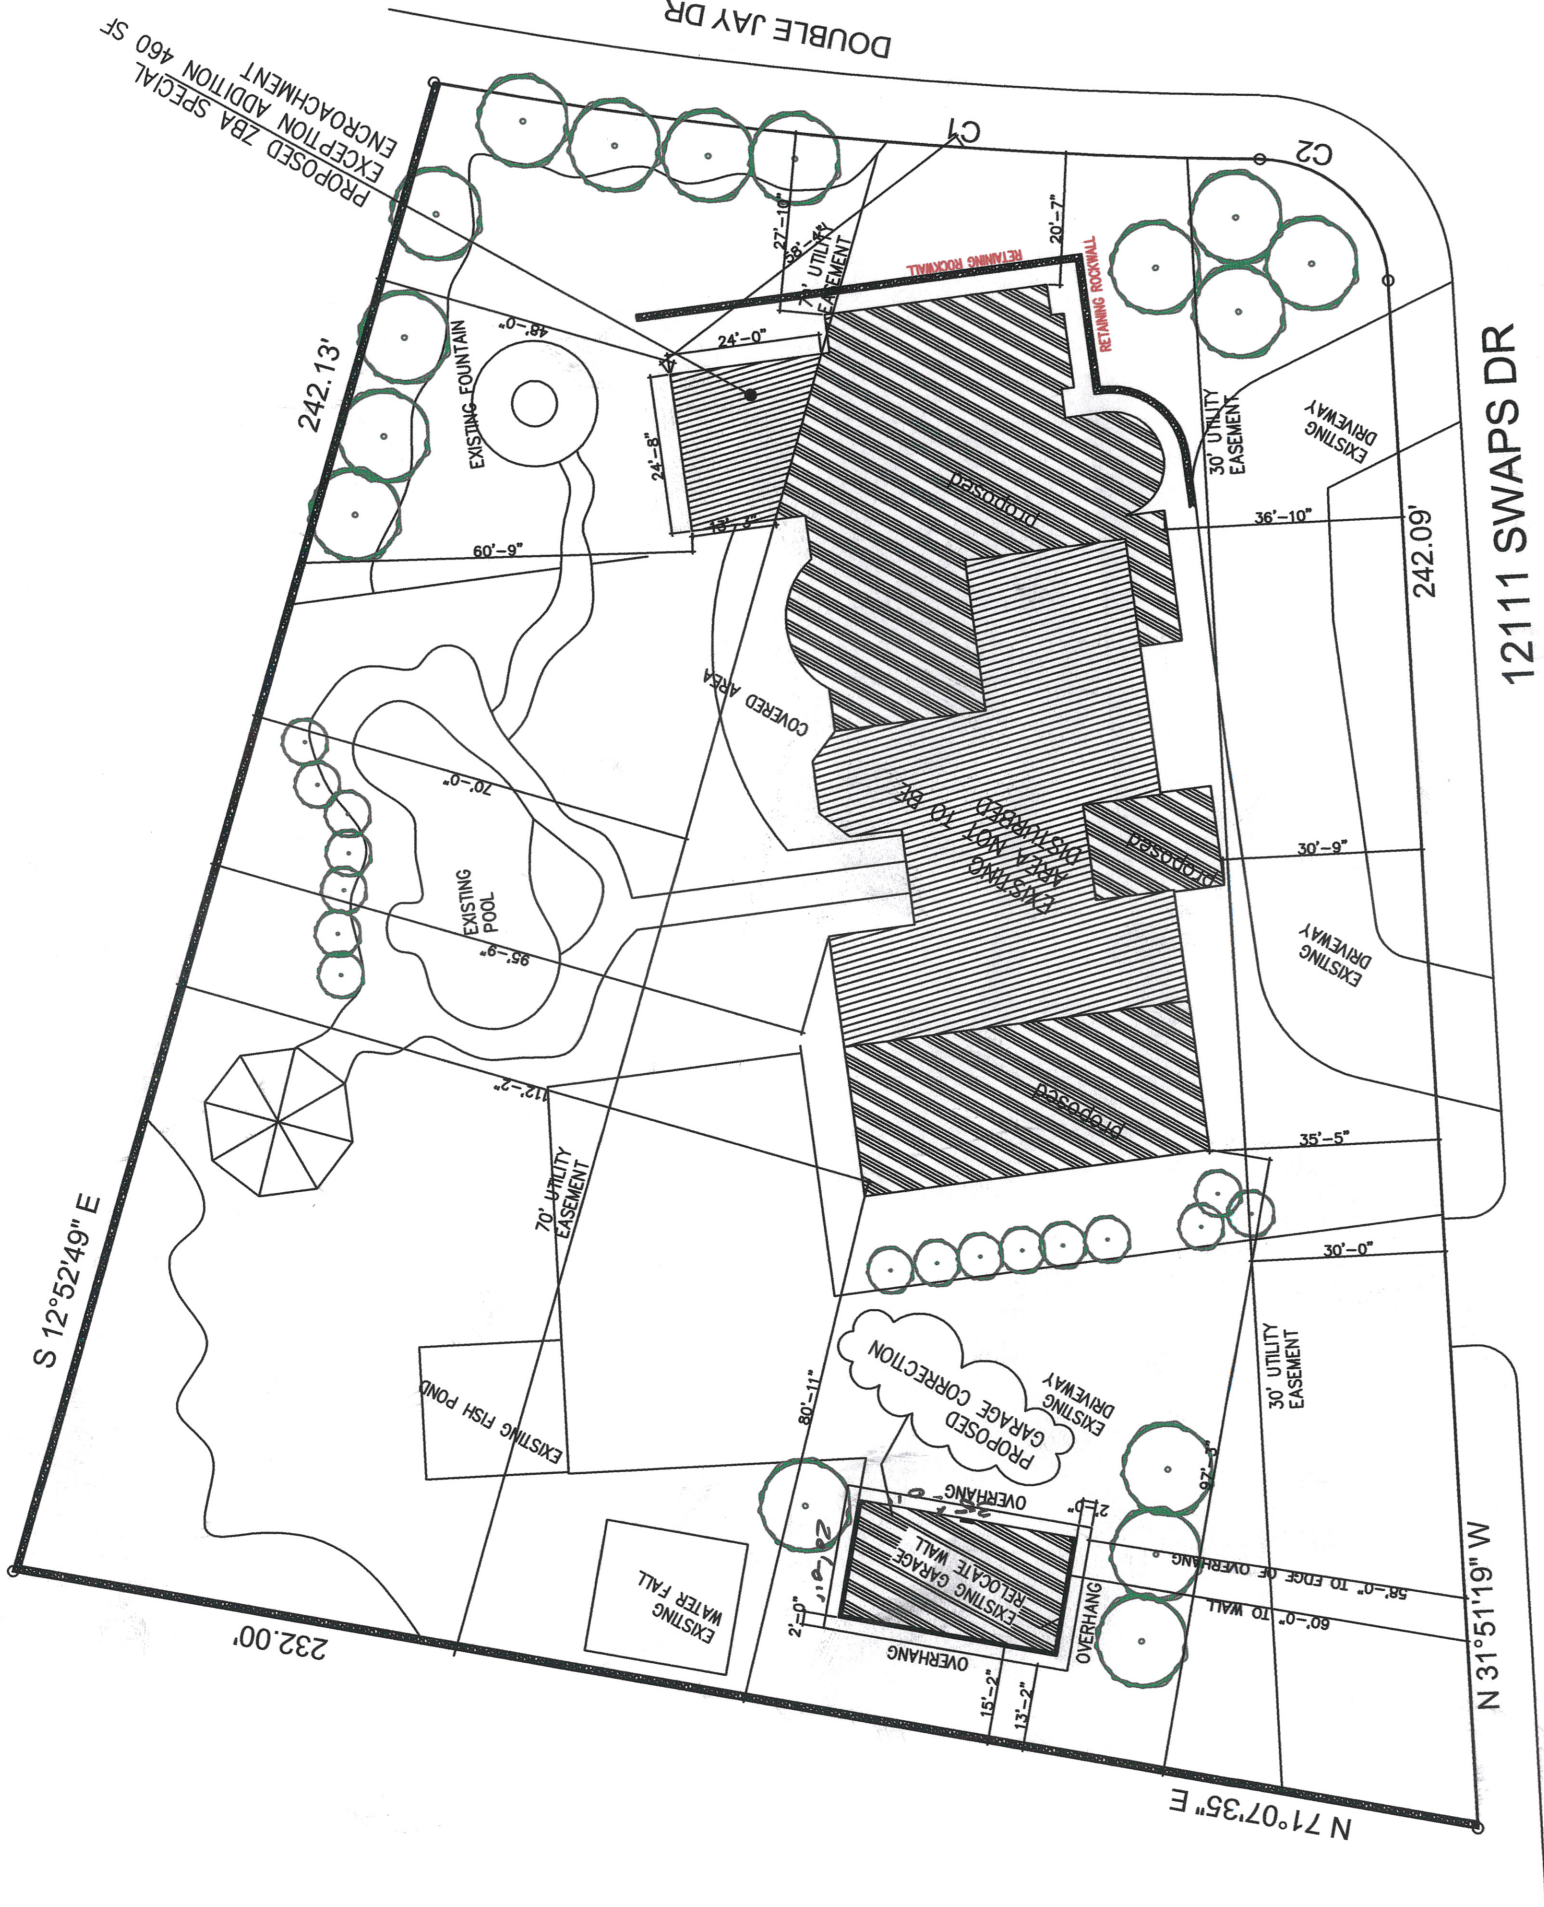 DOUBLE JAY DR
PROPOSED ZBA SPECIAL
EXCEPTION ADDITION 460 SF
ENCROACHMENT
C1
C2
242.13'
S 12°52'49" E
EXISTING FOUNTAIN
48'-0"
24'-0"
24'-8"
27'-10"
70' UTILITY
EASEMENT
20'-7"
RETAINING ROCKWALL
RETAINING ROCKWALL
60'-9"
proposed
30' UTILITY
EASEMENT
EXISTING
DRIVEWAY
36'-10"
242.09'
12111 SWAPS DR
COVERED AREA
70'-0"
EXISTING
AREA NOT TO BE
DISTURBED
proposed
30'-9"
EXISTING
POOL
95'-9"
EXISTING
DRIVEWAY
112'-2"
proposed
35'-5"
70' UTILITY
EASEMENT
30'-0"
30' UTILITY
EASEMENT
EXISTING FISH POND
80'-11"
PROPOSED
GARAGE CORRECTION
EXISTING
DRIVEWAY
OVERHANG
2'-0"
EXISTING GARAGE
RELOCATE WALL
2'-0"
OVERHANG
OVERHANG
EXISTING
WATER FALL
58'-0" TO EDGE OF OVERHANG
60'-0" TO WALL
15'-2"
13'-2"
232.00'
N 71°07'35" E
N 31°51'19" W